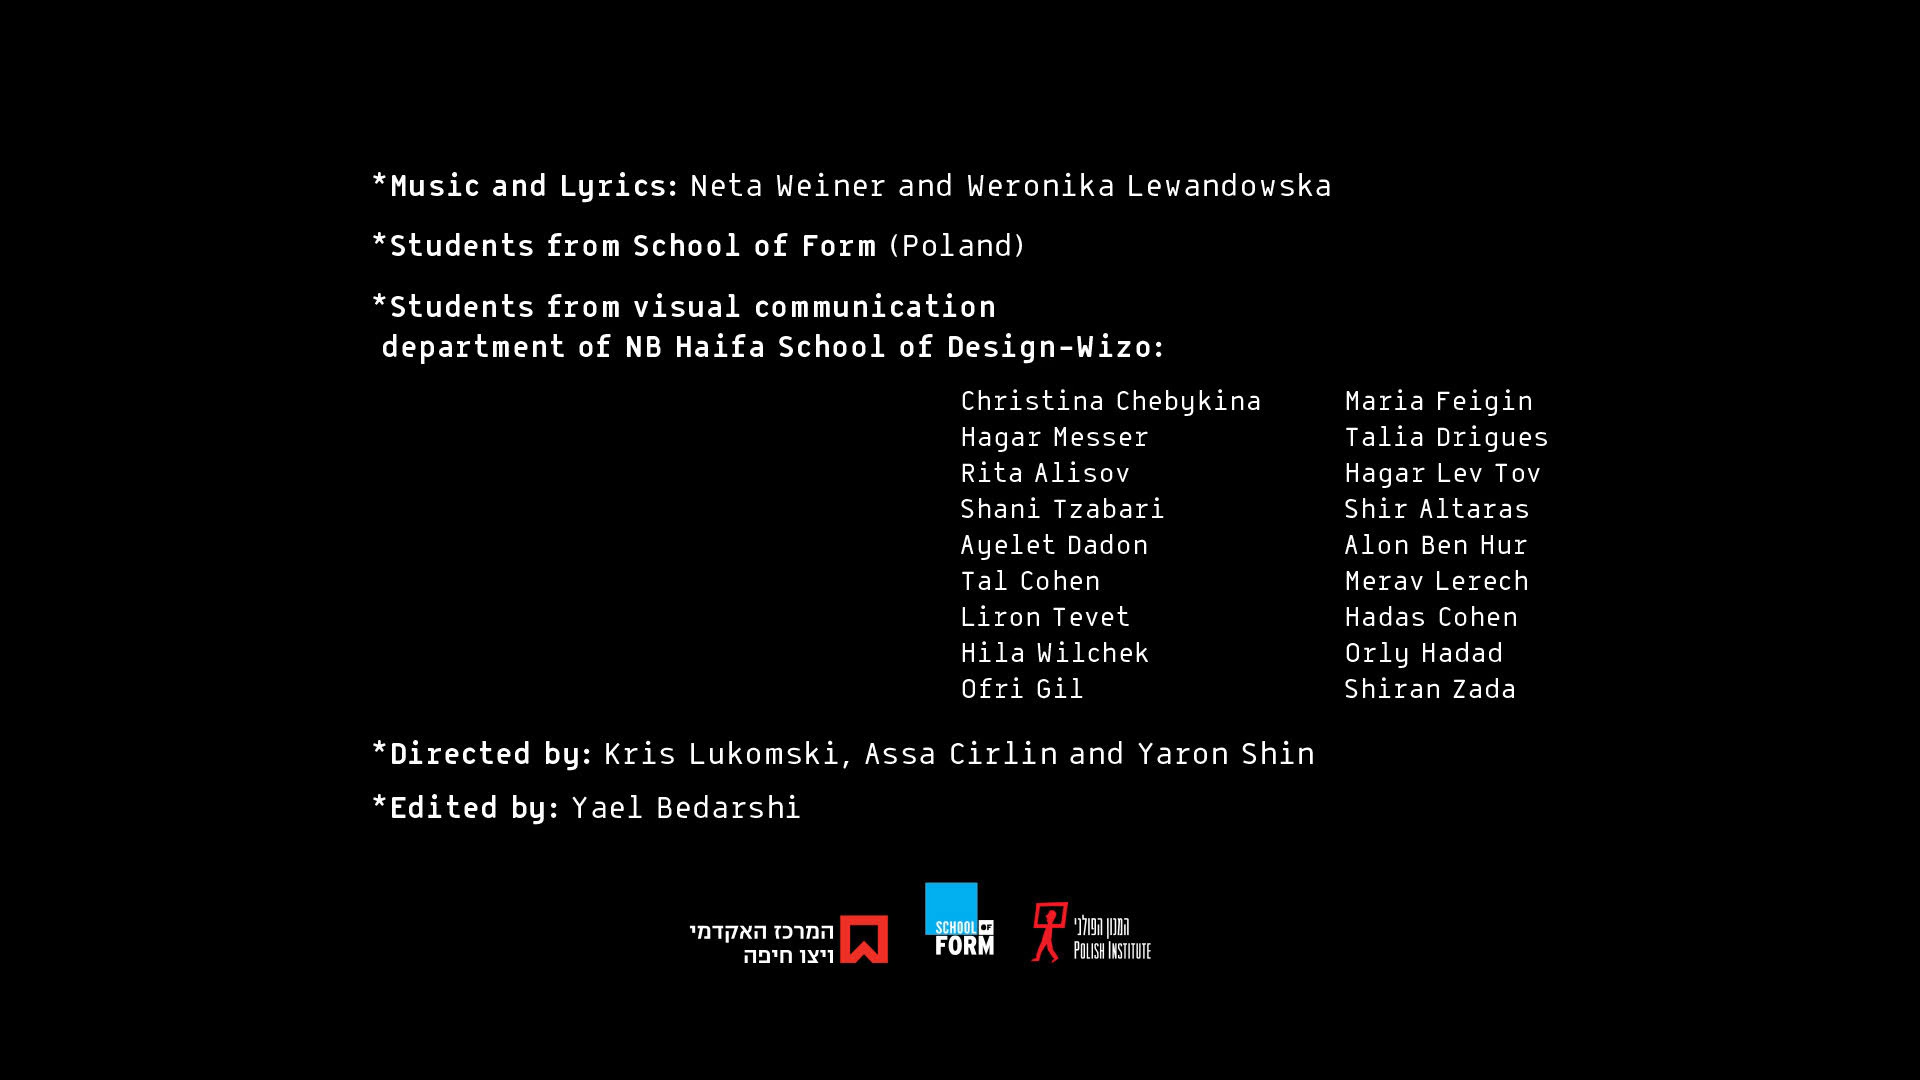 *Music and Lyrics: Neta Weiner and Weronika Lewandowska
*Students from School of Form (Poland)
*Students from visual communication
department of NB Haifa School of Design-Wizo:
Christina Chebykina
Hagar Messer
Rita Alisov
Shani Tzabari
Ayelet Dadon
Tal Cohen
Liron Tevet
Hila Wilchek
Ofri Gil
Maria Feigin
Talia Drigues
Hagar Lev Tov
Shir Altaras
Alon Ben Hur
Merav Lerech
Hadas Cohen
Orly Hadad
Shiran Zada
*Directed by: Kris Lukomski, Assa Cirlin and Yaron Shin
*Edited by: Yael Bedarshi
המרכז האקדמי
ויצו חיפה
SCHOOL OF
FORM
המכון הפולני
POLISH INSTITUTE